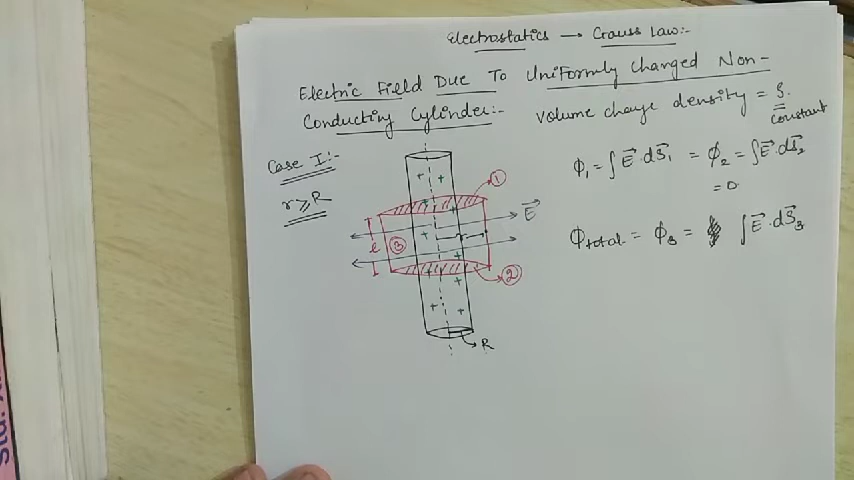 Electrostatics → Gauss Law:-
Electric Field Due To Uniformly Charged Non-
Conducting Cylinder:- Volume charge density = ρ.
constant
Case I:-
r ≥ R
ϕ₁ = ∫E⃗.dS⃗₁ = ϕ₂ = ∫E⃗.dS⃗₂
= 0
ϕtotal = ϕ₃ = ∫E⃗.dS⃗₃
①
E⃗
l
③
②
R
Std.